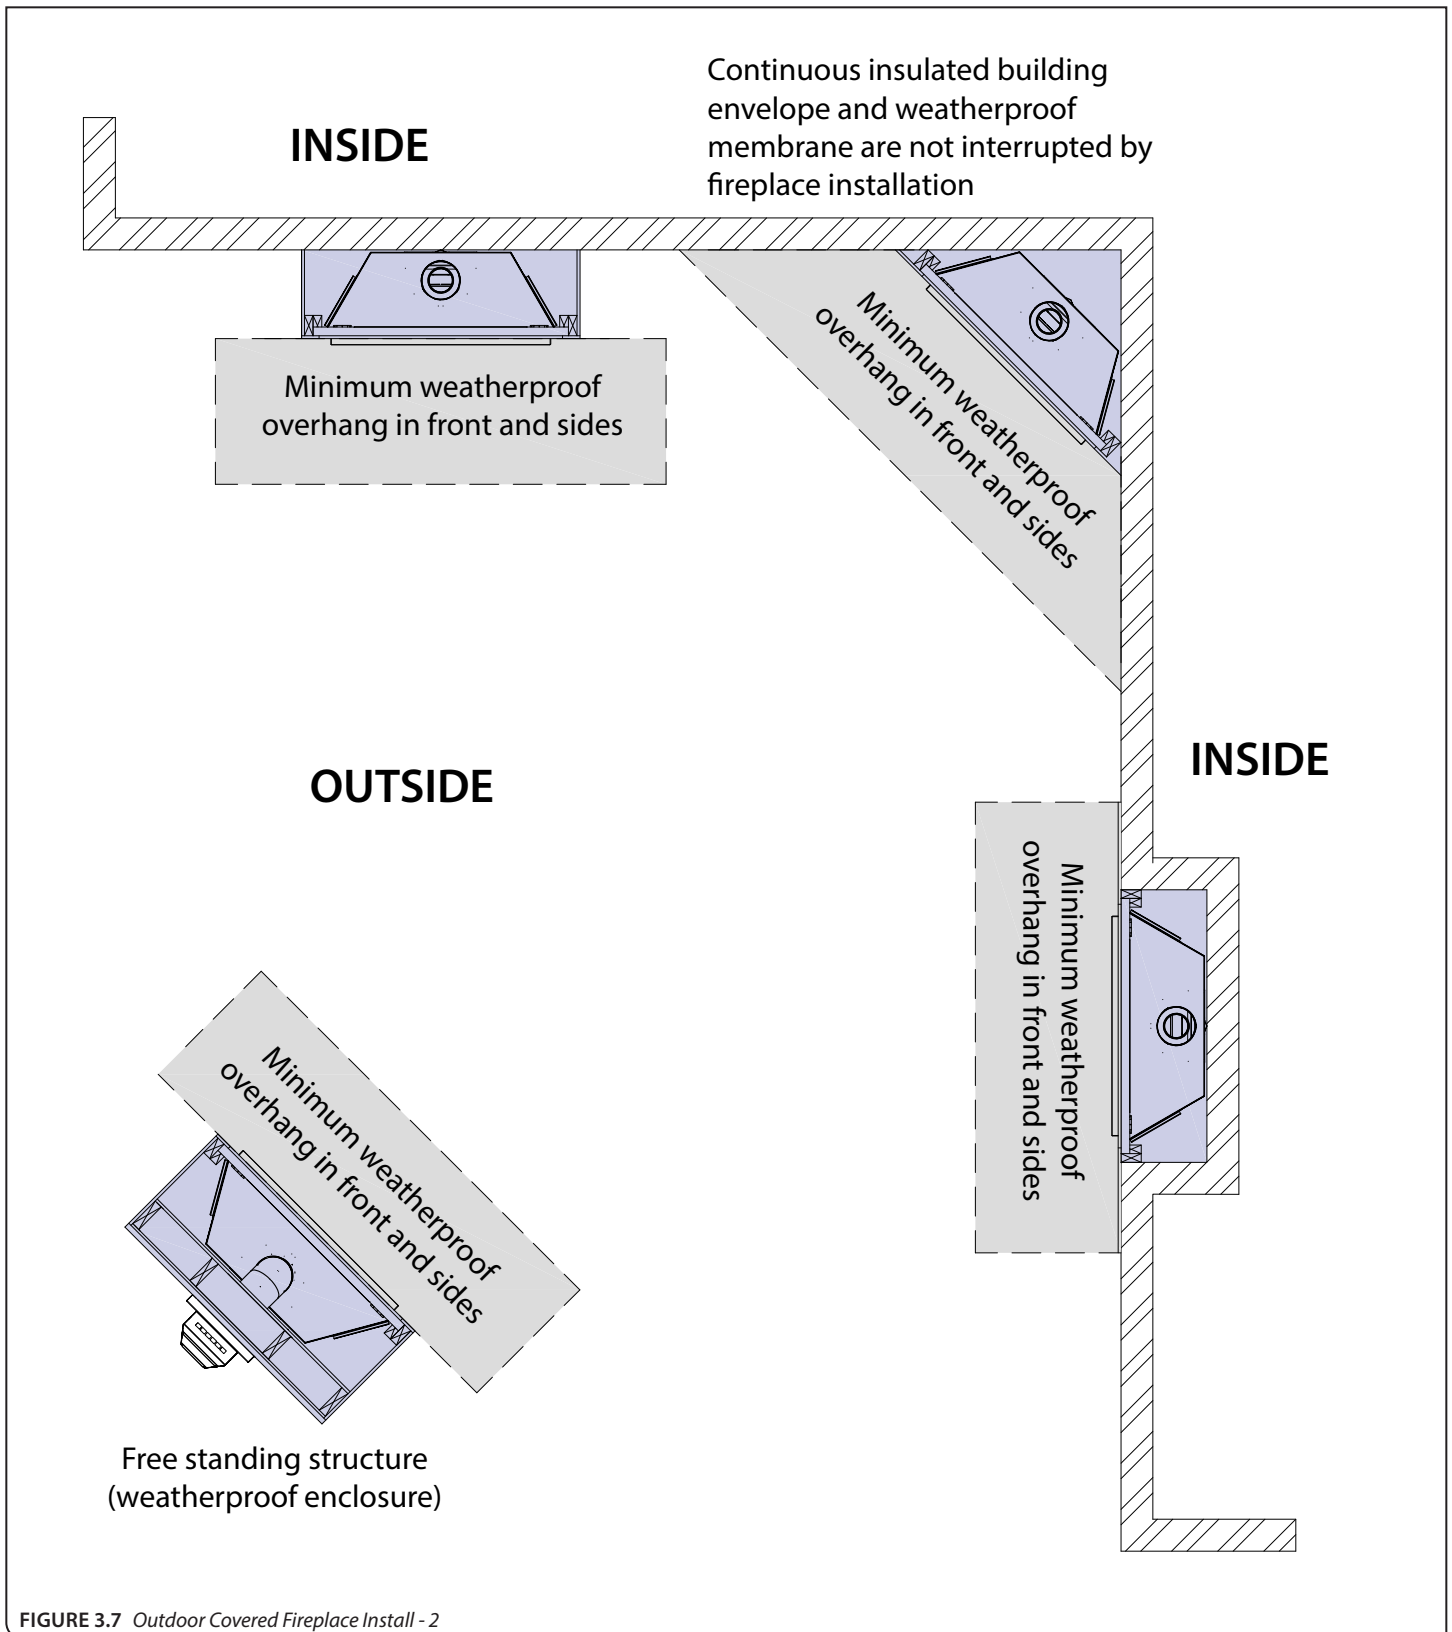 INSIDE
Continuous insulated building
envelope and weatherproof
membrane are not interrupted by
fireplace installation
Minimum weatherproof
overhang in front and sides
Minimum weatherproof
overhang in front and sides
OUTSIDE
INSIDE
Minimum weatherproof
overhang in front and sides
Minimum weatherproof
overhang in front and sides
Free standing structure
(weatherproof enclosure)
FIGURE 3.7 Outdoor Covered Fireplace Install - 2